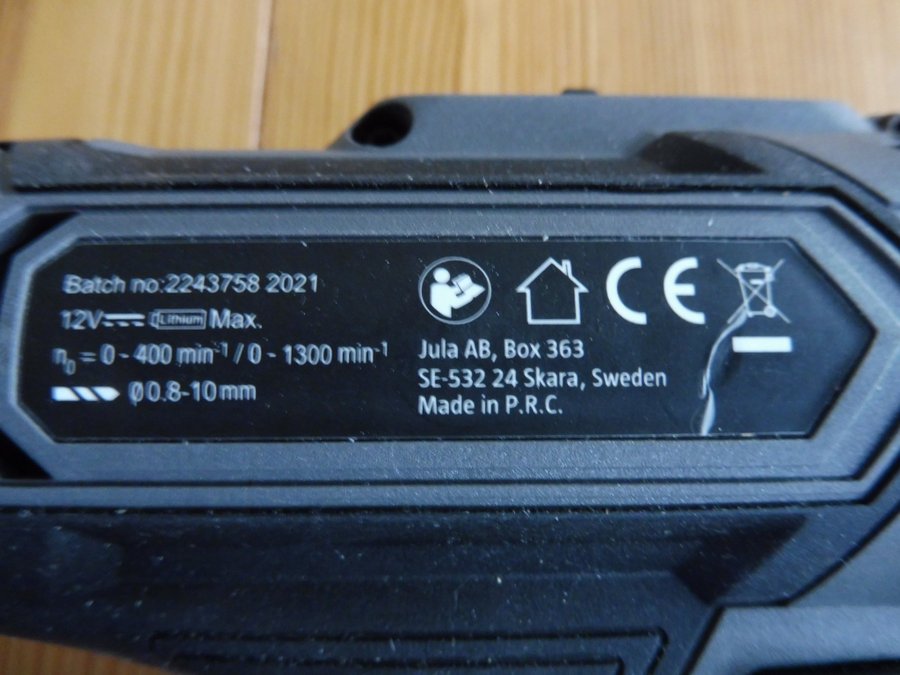 Batch no:2243758 2021
12V Lithium Max.
n₀ = 0 - 400 min⁻¹ / 0 - 1300 min⁻¹
Ø0.8-10mm
CE
Jula AB, Box 363
SE-532 24 Skara, Sweden
Made in P.R.C.